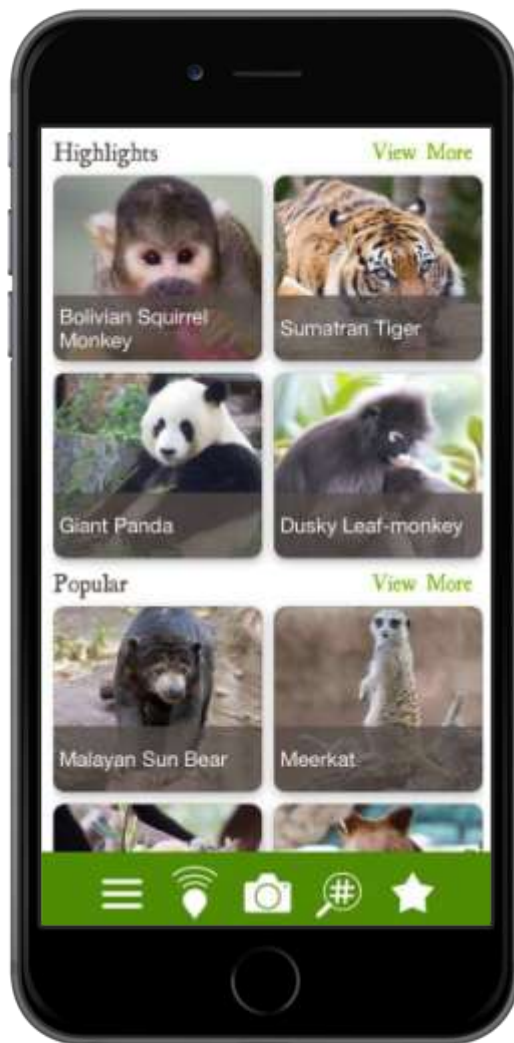 Highlights View More
Bolivian Squirrel
Monkey
Sumatran Tiger
Giant Panda
Dusky Leaf-monkey
Popular View More
Malayan Sun Bear
Meerkat
#